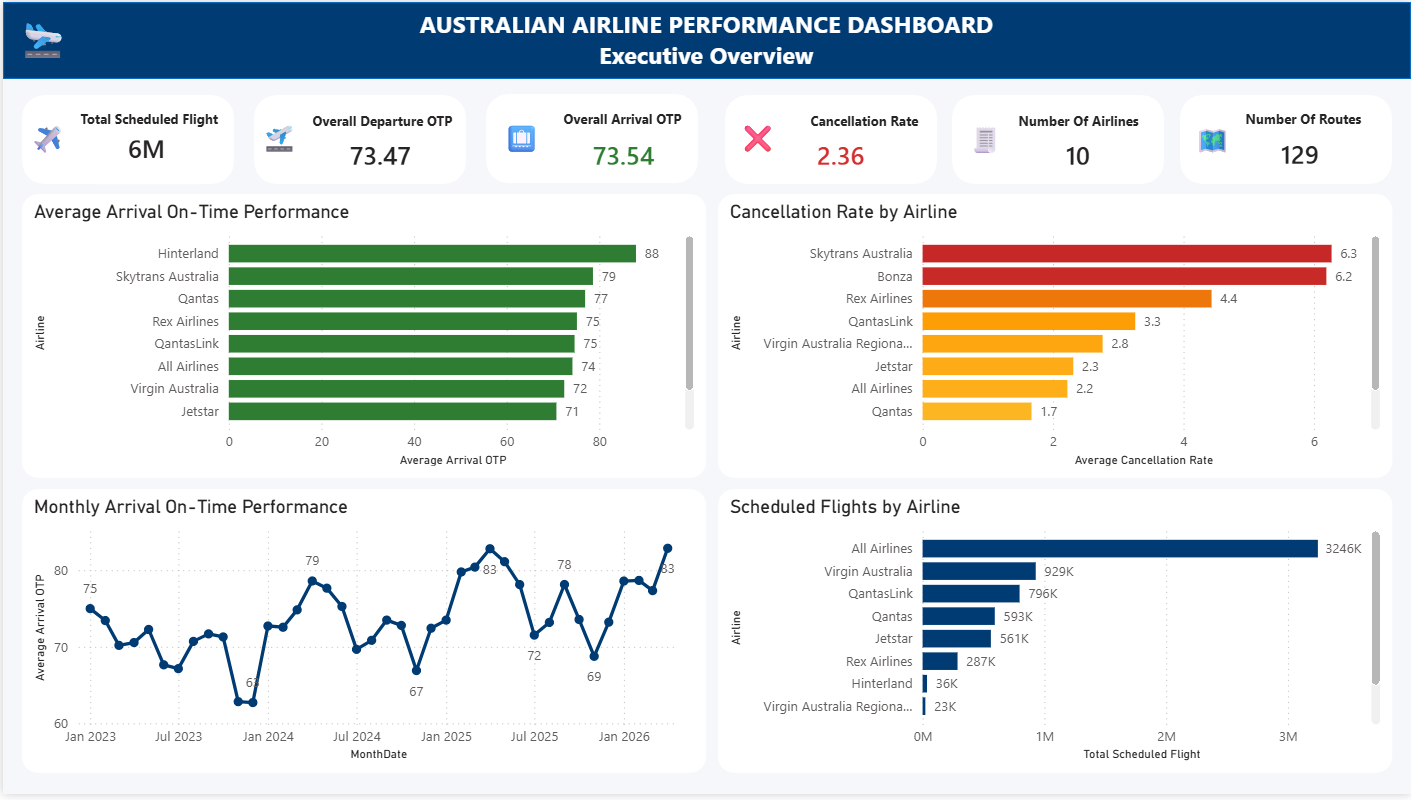 AUSTRALIAN AIRLINE PERFORMANCE DASHBOARD
Executive Overview
Total Scheduled Flight
6M
Overall Departure OTP
73.47
Overall Arrival OTP
73.54
Cancellation Rate
2.36
Number Of Airlines
10
Number Of Routes
129
Average Arrival On-Time Performance
Airline
Hinterland 88
Skytrans Australia 79
Qantas 77
Rex Airlines 75
QantasLink 75
All Airlines 74
Virgin Australia 72
Jetstar 71
0 20 40 60 80
Average Arrival OTP
Cancellation Rate by Airline
Airline
Skytrans Australia 6.3
Bonza 6.2
Rex Airlines 4.4
QantasLink 3.3
Virgin Australia Regiona... 2.8
Jetstar 2.3
All Airlines 2.2
Qantas 1.7
0 2 4 6
Average Cancellation Rate
Monthly Arrival On-Time Performance
Average Arrival OTP
80
70
60
75
63
79
67
83
72
78
69
83
Jan 2023 Jul 2023 Jan 2024 Jul 2024 Jan 2025 Jul 2025 Jan 2026
MonthDate
Scheduled Flights by Airline
Airline
All Airlines 3246K
Virgin Australia 929K
QantasLink 796K
Qantas 593K
Jetstar 561K
Rex Airlines 287K
Hinterland 36K
Virgin Australia Regiona... 23K
0M 1M 2M 3M
Total Scheduled Flight